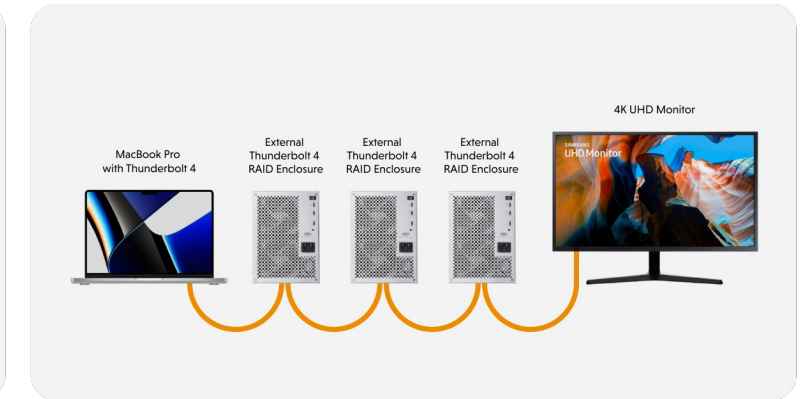 MacBook Pro
with Thunderbolt 4
External
Thunderbolt 4
RAID Enclosure
External
Thunderbolt 4
RAID Enclosure
External
Thunderbolt 4
RAID Enclosure
4K UHD Monitor
SAMSUNG
UHD Monitor